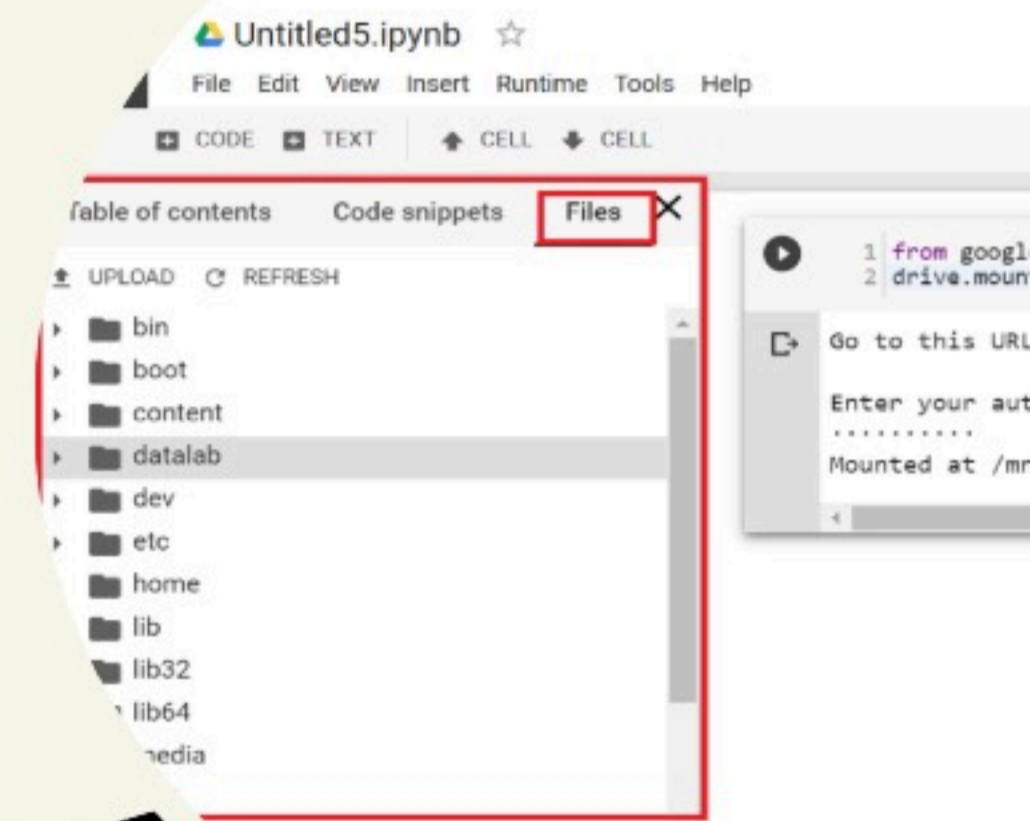 Untitled5.ipynb
File Edit View Insert Runtime Tools Help
CODE TEXT CELL CELL
Table of contents Code snippets Files
UPLOAD REFRESH
bin
boot
content
datalab
dev
etc
home
lib
lib32
lib64
media
1 from googl
2 drive.moun
Go to this URL
Enter your aut
..........
Mounted at /mn